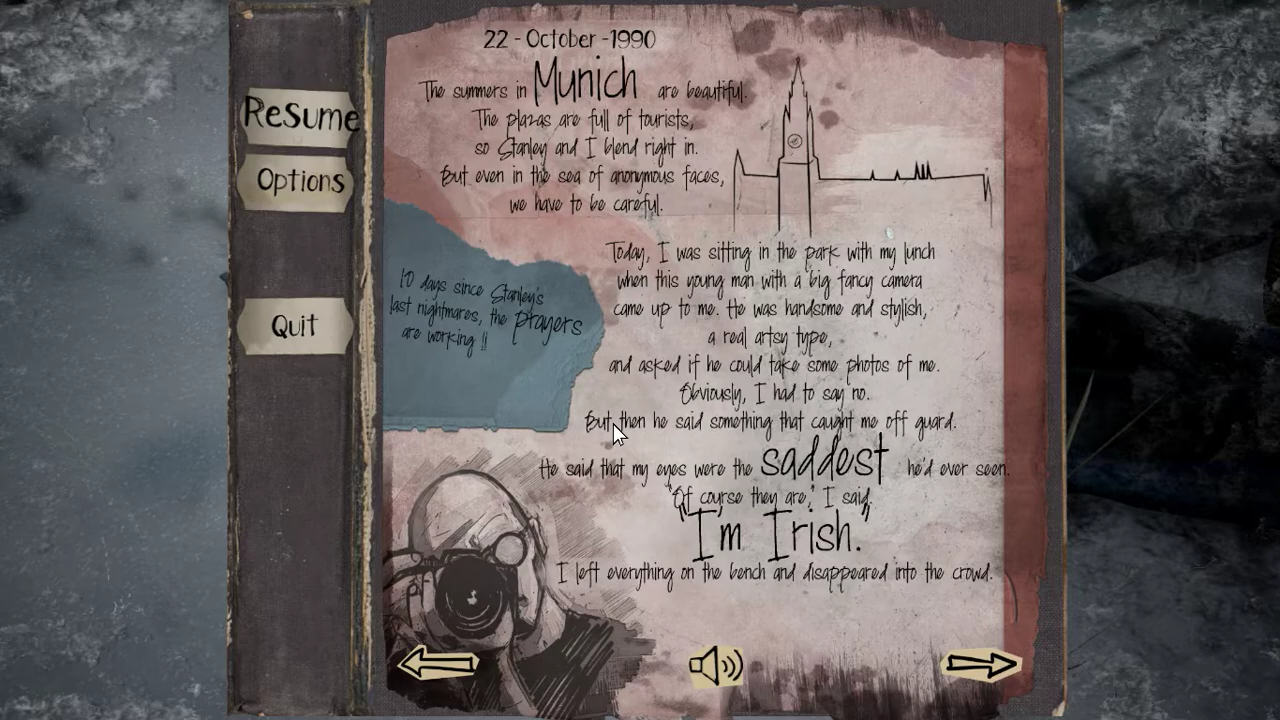 22 - October -1990
The summers in Munich are beautiful.
The plazas are full of tourists,
so Stanley and I blend right in.
But even in the sea of anonymous faces,
we have to be careful.
Resume
Options
Quit
10 days since Stanley's
last nightmares, the prayers
are working !!
Today, I was sitting in the park with my lunch
when this young man with a big fancy camera
came up to me. He was handsome and stylish,
a real artsy type,
and asked if he could take some photos of me.
Obviously, I had to say no.
But then he said something that caught me off guard.
He said that my eyes were the saddest he'd ever seen.
"Of course they are," I said.
"I'm Irish."
I left everything on the bench and disappeared into the crowd.